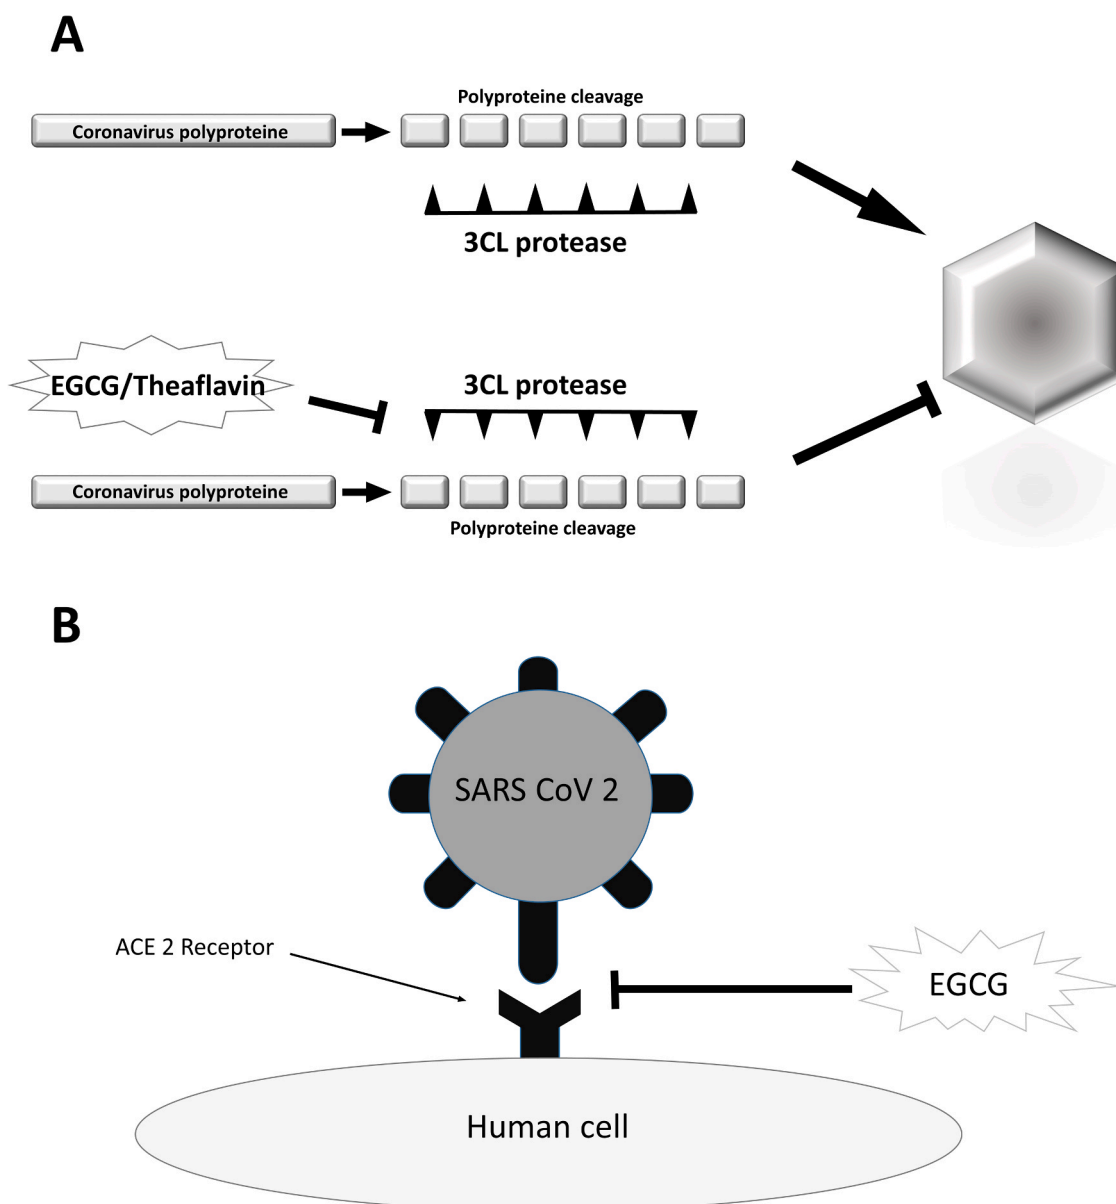 A
Polyproteine cleavage
Coronavirus polyproteine
3CL protease
EGCG/Theaflavin
3CL protease
Coronavirus polyproteine
Polyproteine cleavage
B
SARS CoV 2
ACE 2 Receptor
EGCG
Human cell